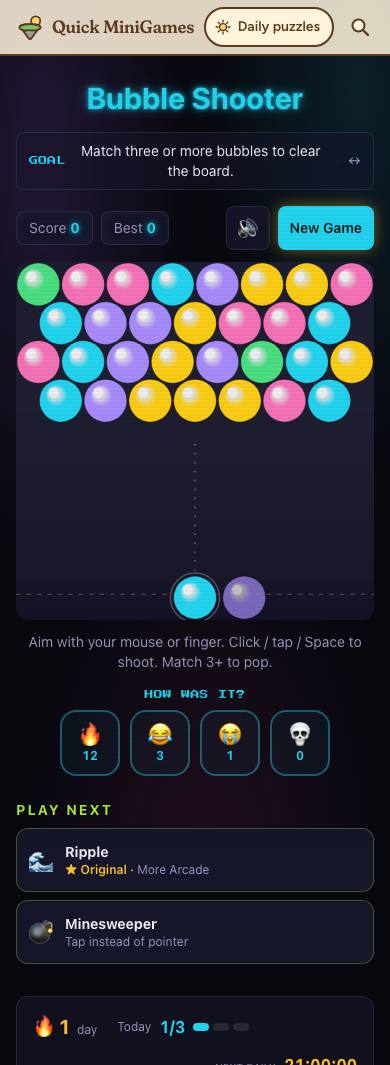 Quick MiniGames
Daily puzzles
Bubble Shooter
GOAL
Match three or more bubbles to clear
the board.
Score 0
Best 0
New Game
Aim with your mouse or finger. Click / tap / Space to
shoot. Match 3+ to pop.
HOW WAS IT?
12
3
1
0
PLAY NEXT
Ripple
★ Original · More Arcade
Minesweeper
Tap instead of pointer
1 day
Today 1/3
21:00:00